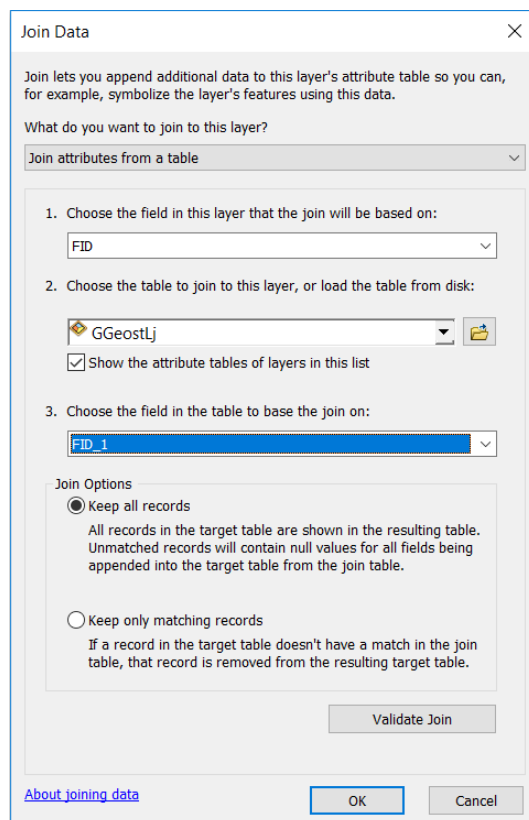 Join Data
Join lets you append additional data to this layer's attribute table so you can,
for example, symbolize the layer's features using this data.
What do you want to join to this layer?
Join attributes from a table
1. Choose the field in this layer that the join will be based on:
FID
2. Choose the table to join to this layer, or load the table from disk:
GGeostLj
Show the attribute tables of layers in this list
3. Choose the field in the table to base the join on:
FID_1
Join Options
Keep all records
All records in the target table are shown in the resulting table.
Unmatched records will contain null values for all fields being
appended into the target table from the join table.
Keep only matching records
If a record in the target table doesn't have a match in the join
table, that record is removed from the resulting target table.
Validate Join
About joining data
OK
Cancel